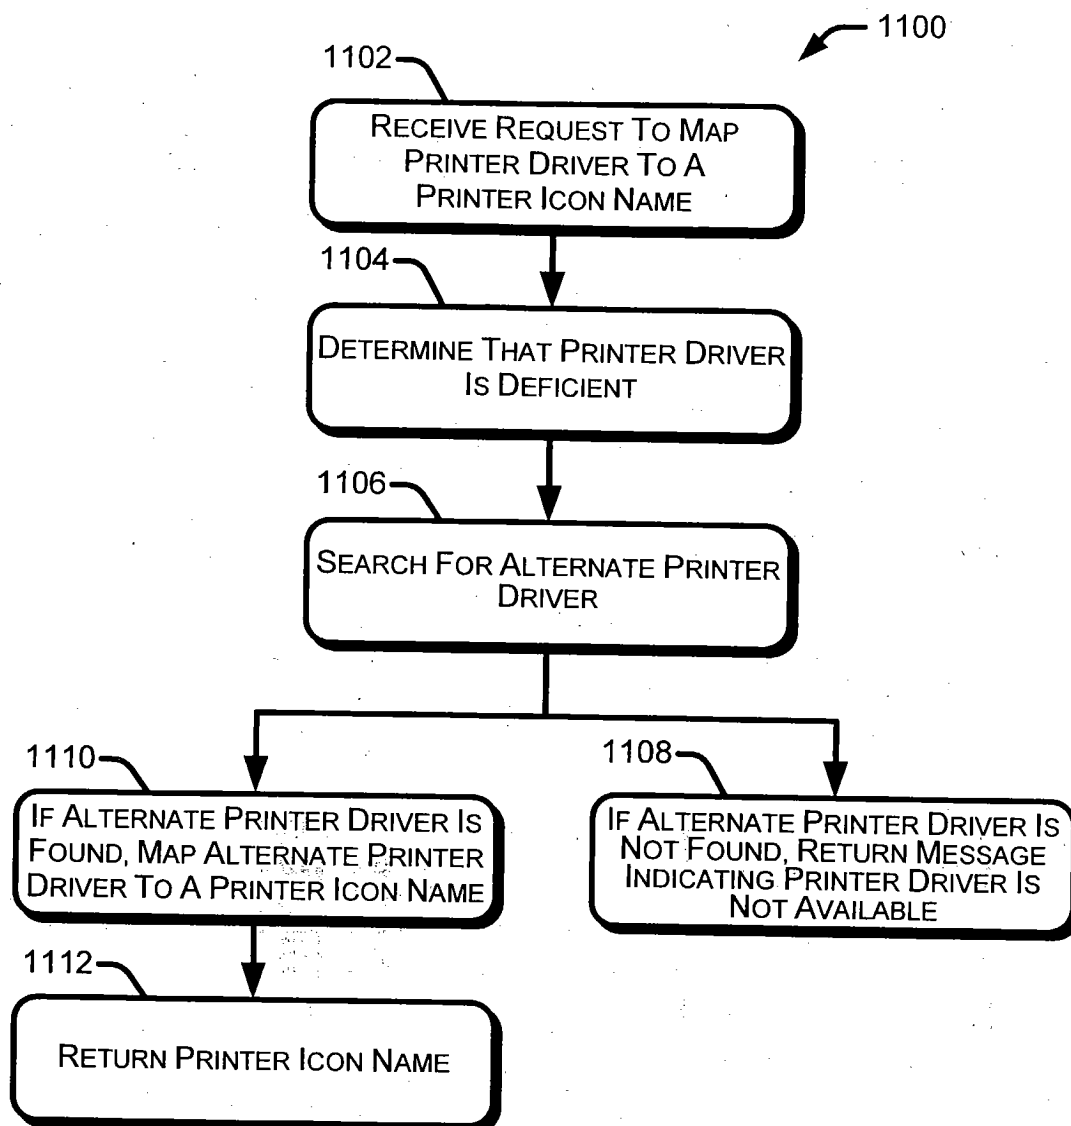 1100
1102
RECEIVE REQUEST TO MAP
PRINTER DRIVER TO A
PRINTER ICON NAME
1104
DETERMINE THAT PRINTER DRIVER
IS DEFICIENT
1106
SEARCH FOR ALTERNATE PRINTER
DRIVER
1110
IF ALTERNATE PRINTER DRIVER IS
FOUND, MAP ALTERNATE PRINTER
DRIVER TO A PRINTER ICON NAME
1108
IF ALTERNATE PRINTER DRIVER IS
NOT FOUND, RETURN MESSAGE
INDICATING PRINTER DRIVER IS
NOT AVAILABLE
1112
RETURN PRINTER ICON NAME